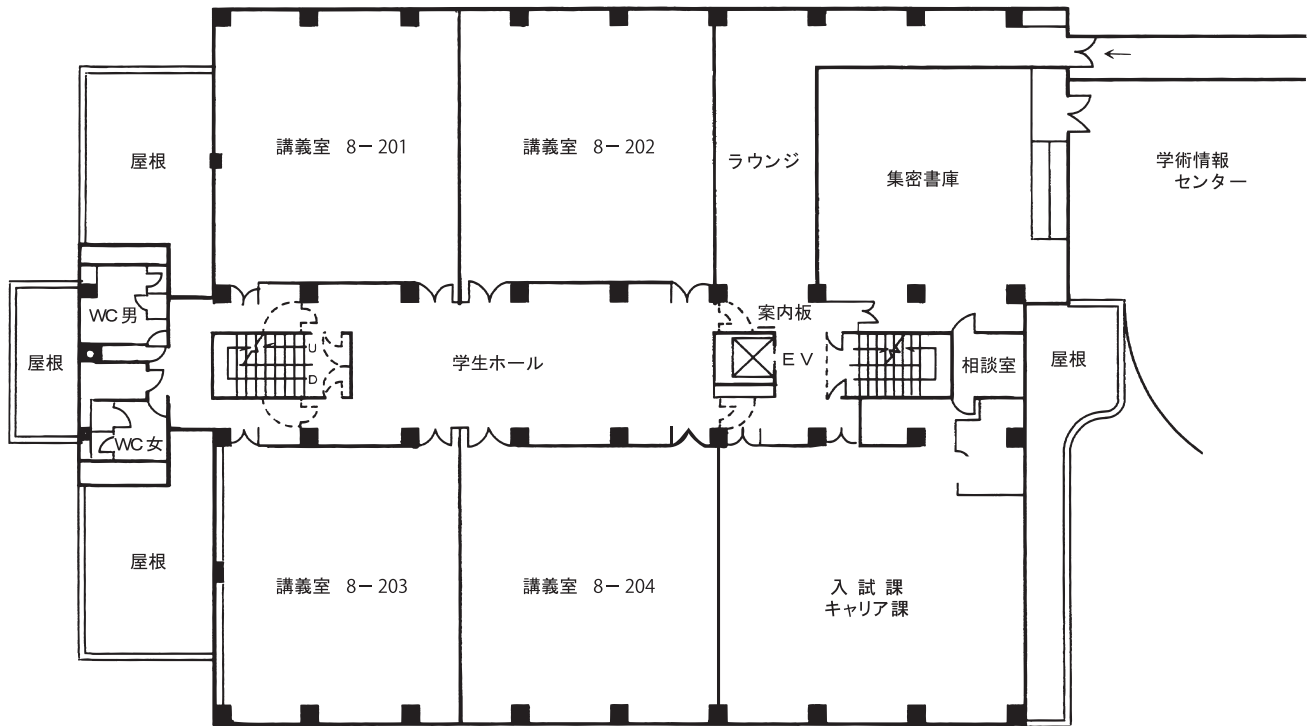 講義室 8－201
講義室 8－202
屋根
ラウンジ
集密書庫
学術情報
センター
←
WC男
案内板
屋根
U
D
学生ホール
EV
相談室
屋根
WC女
屋根
講義室 8－203
講義室 8－204
入試課
キャリア課